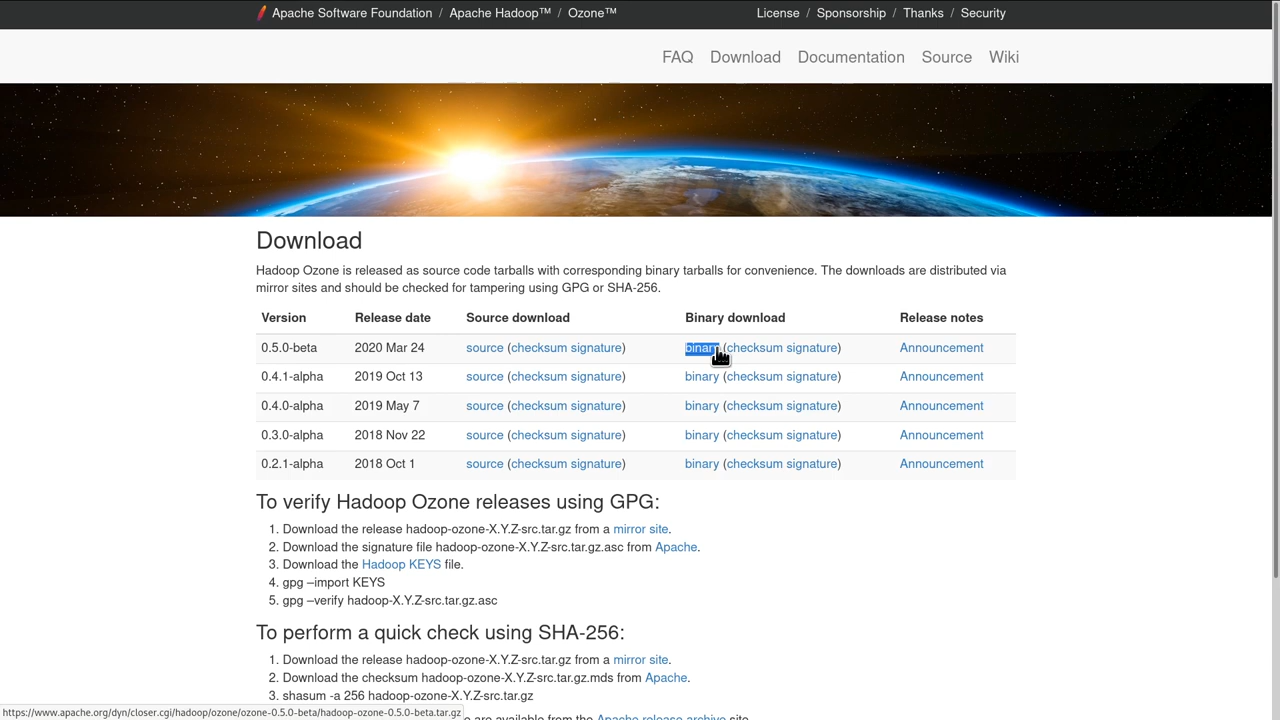 Apache Software Foundation / Apache Hadoop™ / Ozone™ License / Sponsorship / Thanks / Security
FAQ Download Documentation Source Wiki
Download
Hadoop Ozone is released as source code tarballs with corresponding binary tarballs for convenience. The downloads are distributed via
mirror sites and should be checked for tampering using GPG or SHA-256.
Version Release date Source download Binary download Release notes
0.5.0-beta 2020 Mar 24 source (checksum signature) binary (checksum signature) Announcement
0.4.1-alpha 2019 Oct 13 source (checksum signature) binary (checksum signature) Announcement
0.4.0-alpha 2019 May 7 source (checksum signature) binary (checksum signature) Announcement
0.3.0-alpha 2018 Nov 22 source (checksum signature) binary (checksum signature) Announcement
0.2.1-alpha 2018 Oct 1 source (checksum signature) binary (checksum signature) Announcement
To verify Hadoop Ozone releases using GPG:
1. Download the release hadoop-ozone-X.Y.Z-src.tar.gz from a mirror site.
2. Download the signature file hadoop-ozone-X.Y.Z-src.tar.gz.asc from Apache.
3. Download the Hadoop KEYS file.
4. gpg –import KEYS
5. gpg –verify hadoop-X.Y.Z-src.tar.gz.asc
To perform a quick check using SHA-256:
1. Download the release hadoop-ozone-X.Y.Z-src.tar.gz from a mirror site.
2. Download the checksum hadoop-ozone-X.Y.Z-src.tar.gz.mds from Apache.
3. shasum -a 256 hadoop-ozone-X.Y.Z-src.tar.gz
https://www.apache.org/dyn/closer.cgi/hadoop/ozone/ozone-0.5.0-beta/hadoop-ozone-0.5.0-beta.tar.gz
are available from the Apache release archive site